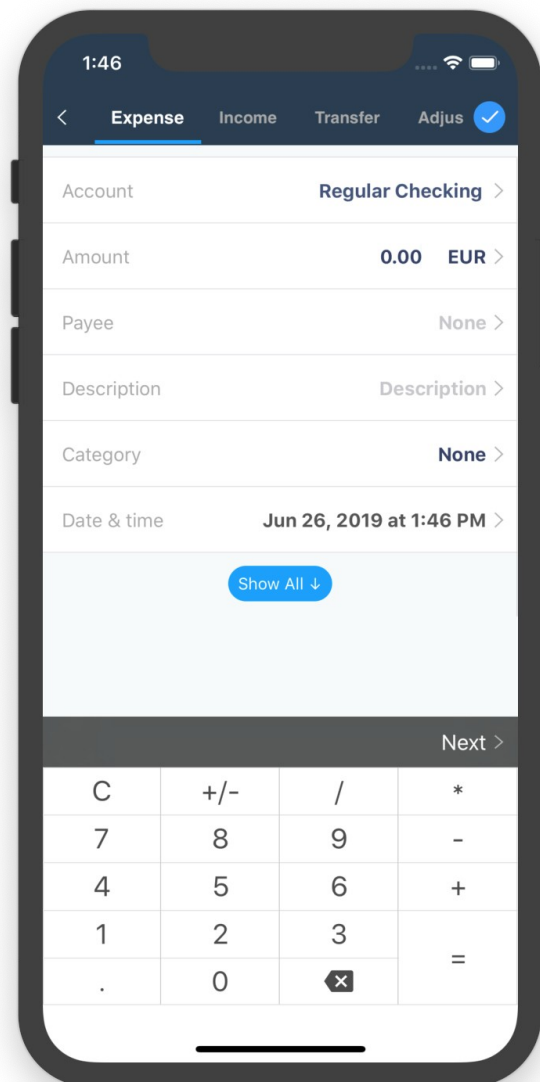 1:46
Expense Income Transfer Adjus
Account Regular Checking
Amount 0.00 EUR
Payee None
Description Description
Category None
Date & time Jun 26, 2019 at 1:46 PM
Show All ↓
Next
C +/- / *
7 8 9 -
4 5 6 +
1 2 3
=
. 0